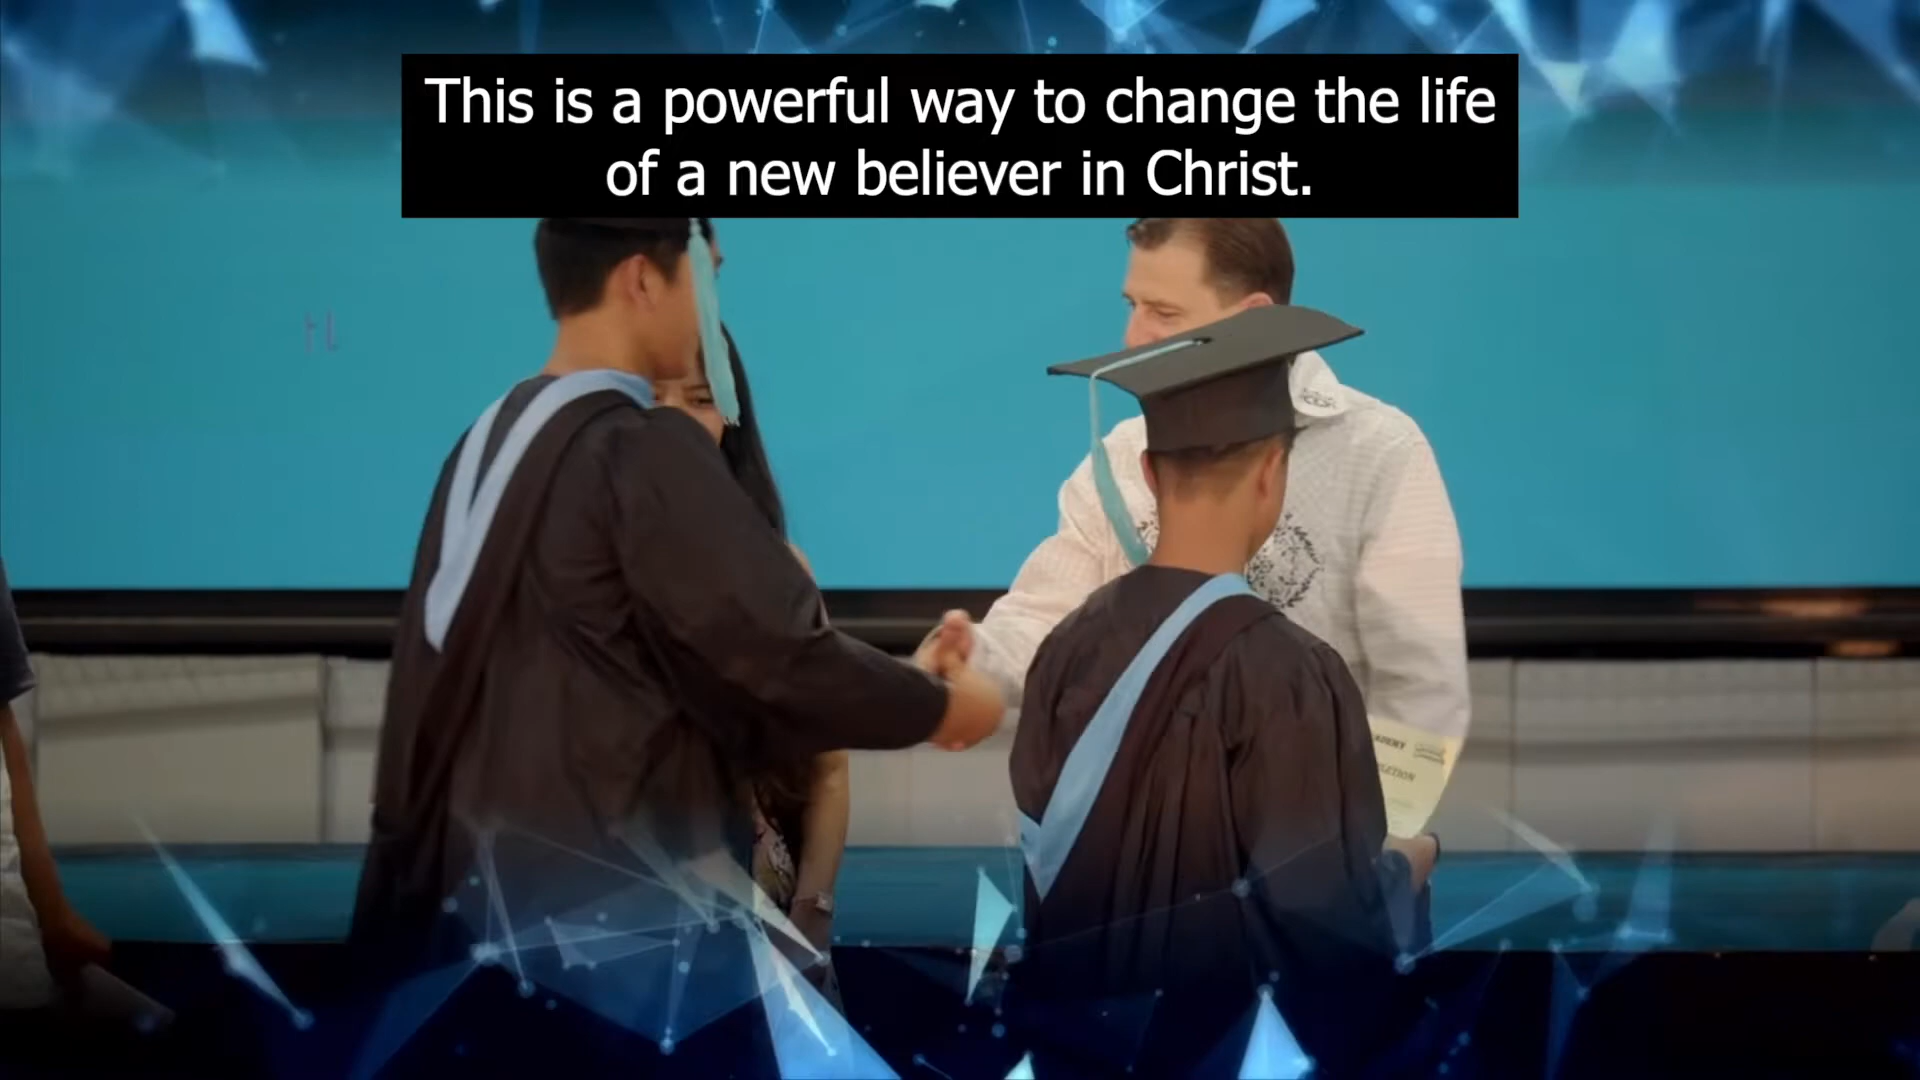 This is a powerful way to change the life
of a new believer in Christ.